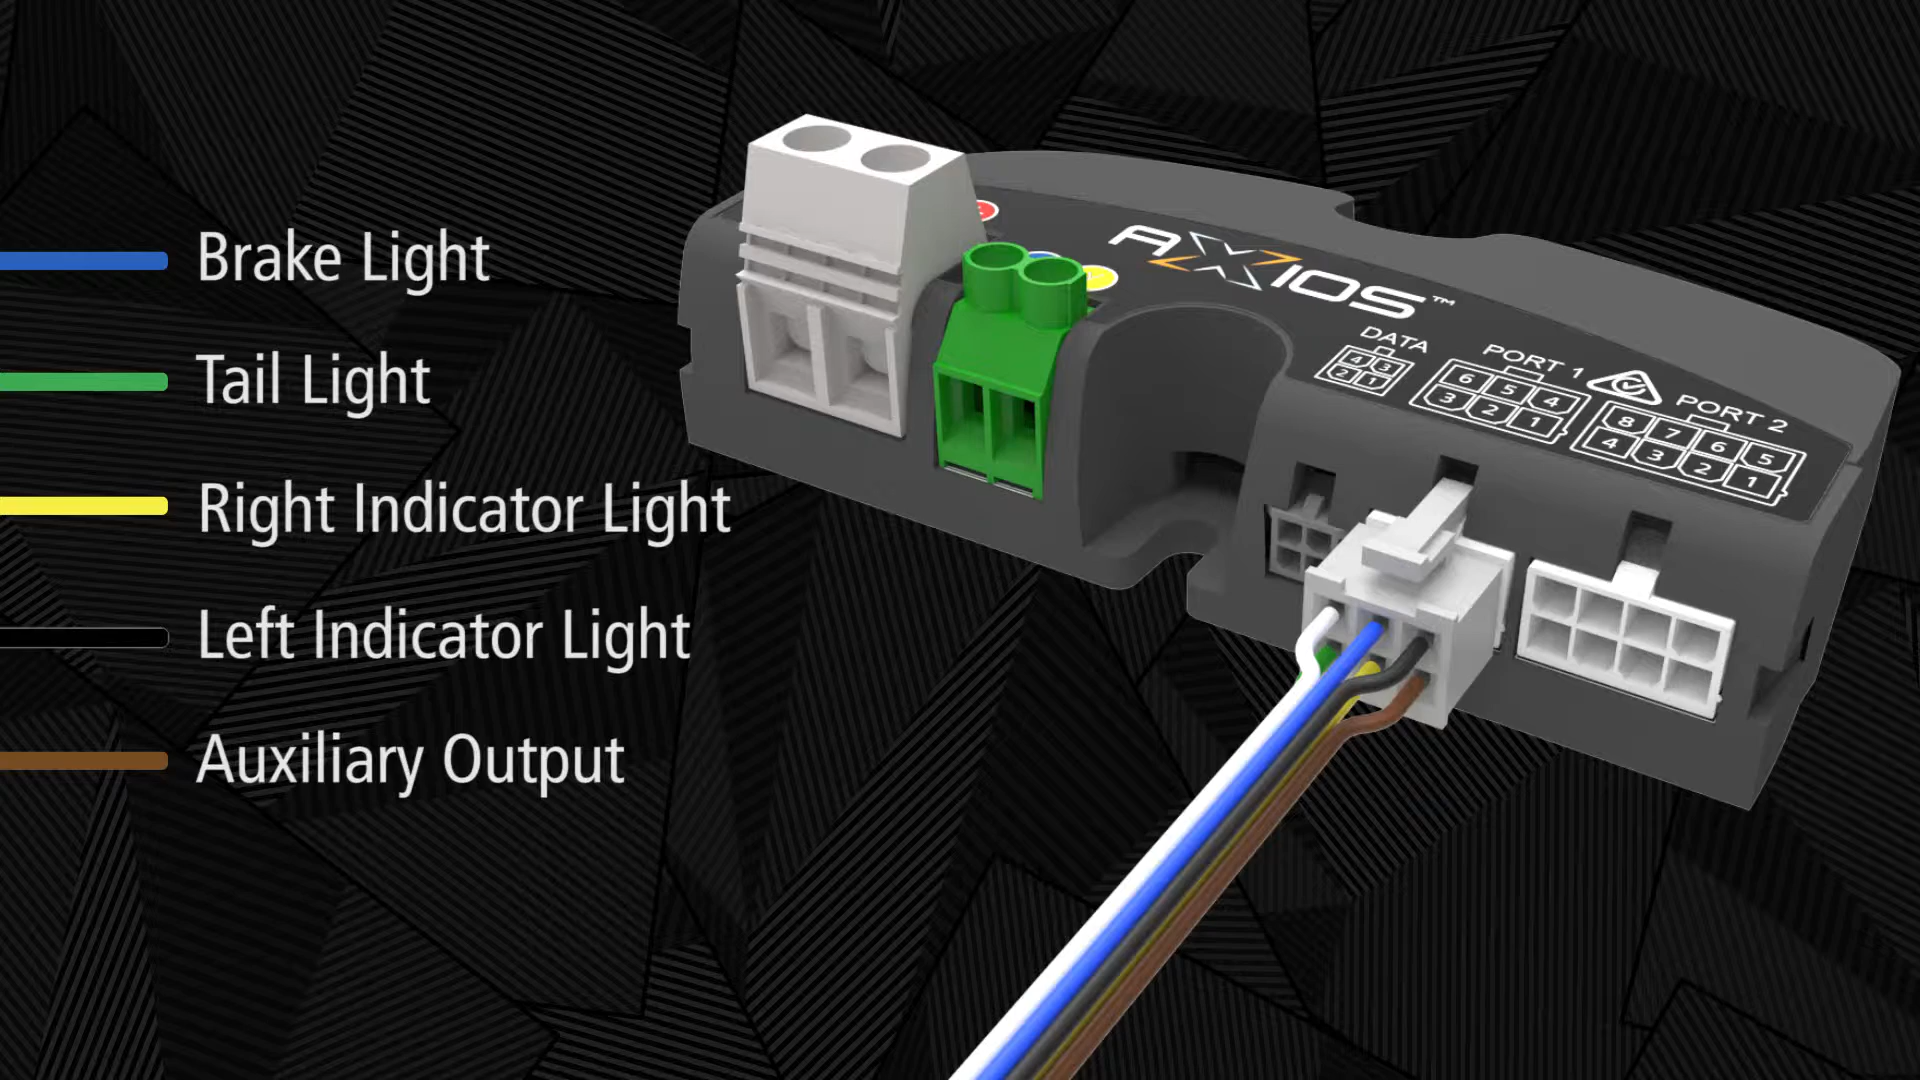 Brake Light
Tail Light
Right Indicator Light
Left Indicator Light
Auxiliary Output
AXIOS™
DATA
4 3
2 1
PORT 1
6 5 4
3 2 1
PORT 2
8 7 6 5
4 3 2 1